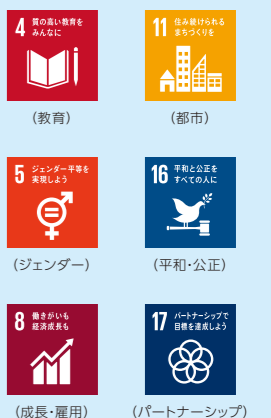 4 質の高い教育を
みんなに
(教育)
11 住み続けられる
まちづくりを
(都市)
5 ジェンダー平等を
実現しよう
(ジェンダー)
16 平和と公正を
すべての人に
(平和・公正)
8 働きがいも
経済成長も
(成長・雇用)
17 パートナーシップで
目標を達成しよう
(パートナーシップ)